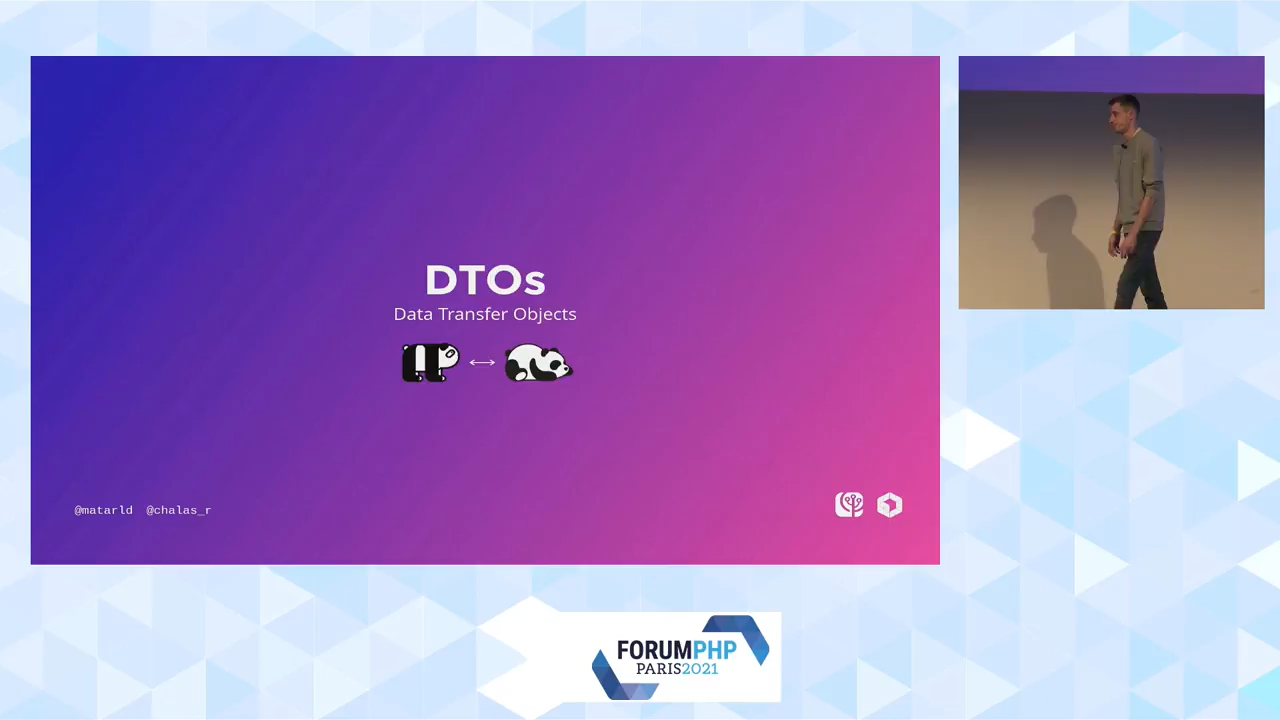 DTOs
Data Transfer Objects
@matarld @chalas_r
FORUMPHP
PARIS2021